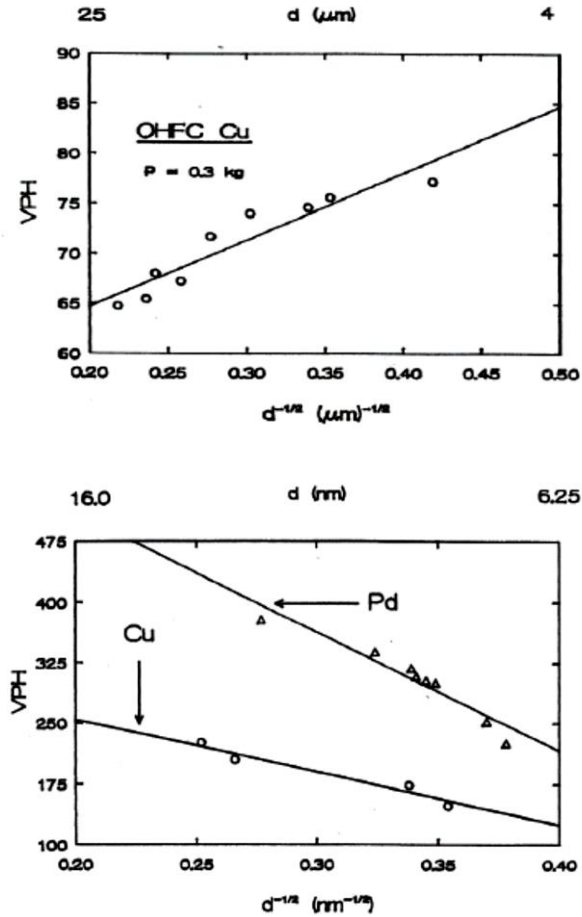 25 d (μm) 4
90
85
80
75
70
65
60
VPH
OHFC Cu
P = 0.3 kg
0.20 0.25 0.30 0.35 0.40 0.45 0.50
d⁻¹/² (μm)⁻¹/²
16.0 d (nm) 6.25
475
400
325
250
175
100
VPH
Pd
Cu
0.20 0.25 0.30 0.35 0.40
d⁻¹/² (nm⁻¹/²)